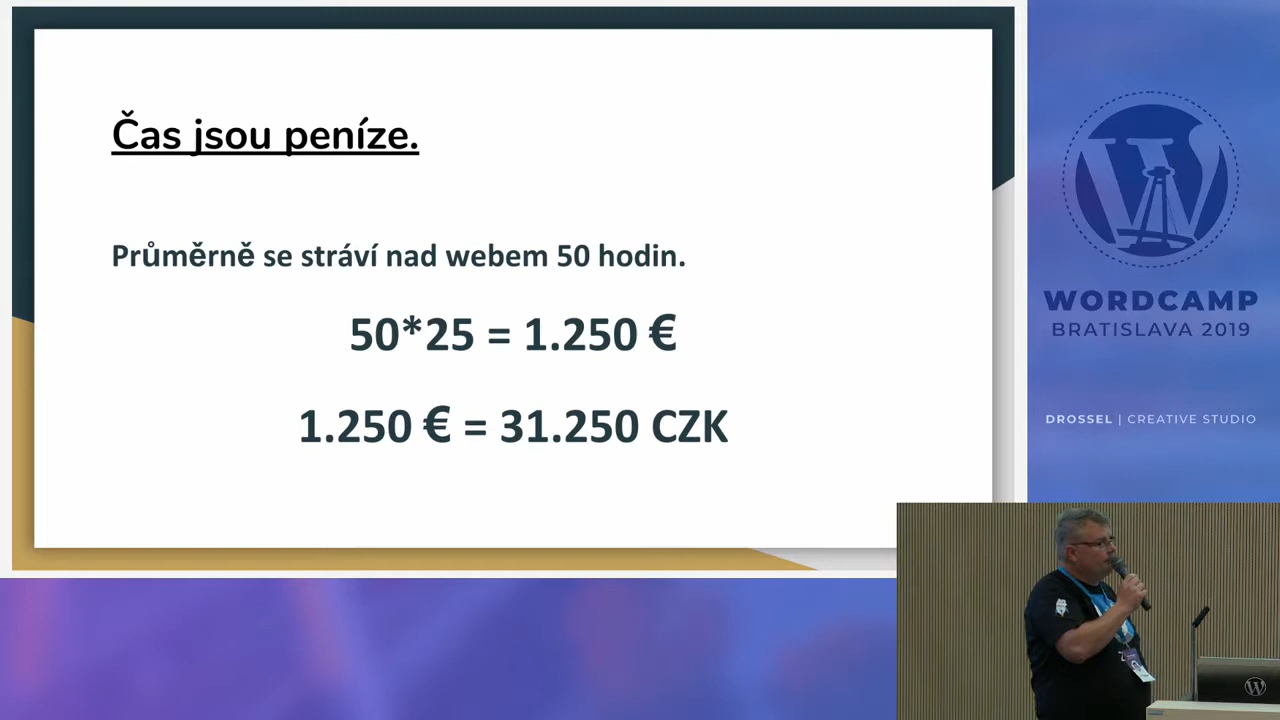 Čas jsou peníze.
Průměrně se stráví nad webem 50 hodin.
50*25 = 1.250 €
1.250 € = 31.250 CZK
WORDCAMP
BRATISLAVA 2019
DROSSEL | CREATIVE STUDIO